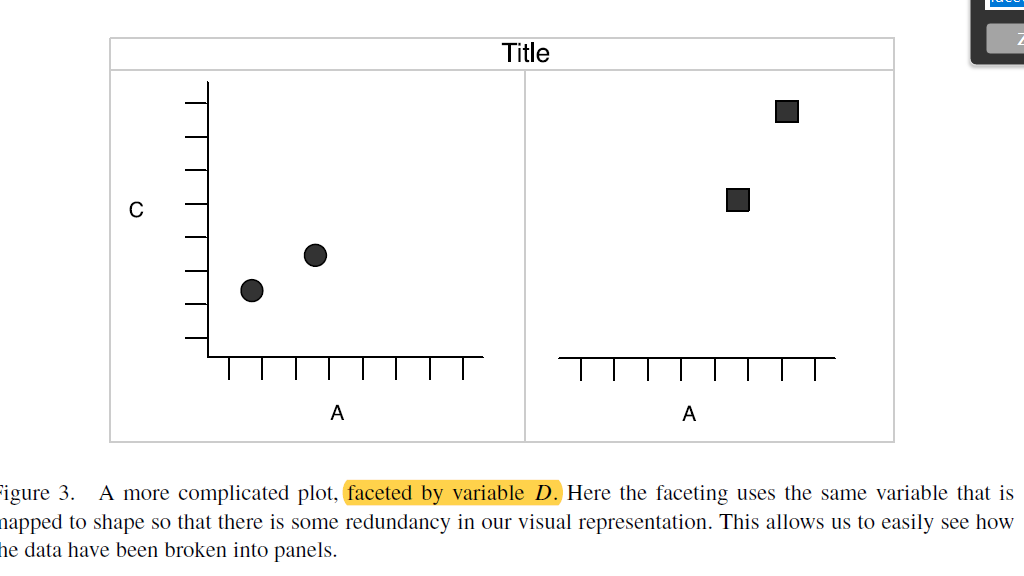 Title
C
A
A
Figure 3. A more complicated plot, faceted by variable D. Here the faceting uses the same variable that is
mapped to shape so that there is some redundancy in our visual representation. This allows us to easily see how
the data have been broken into panels.